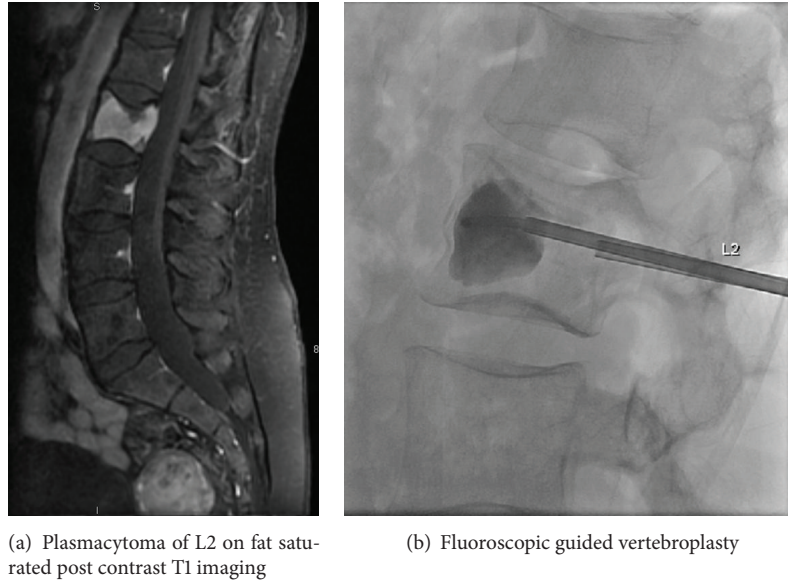 S
8
I
L2
(a) Plasmacytoma of L2 on fat satu-
rated post contrast T1 imaging
(b) Fluoroscopic guided vertebroplasty